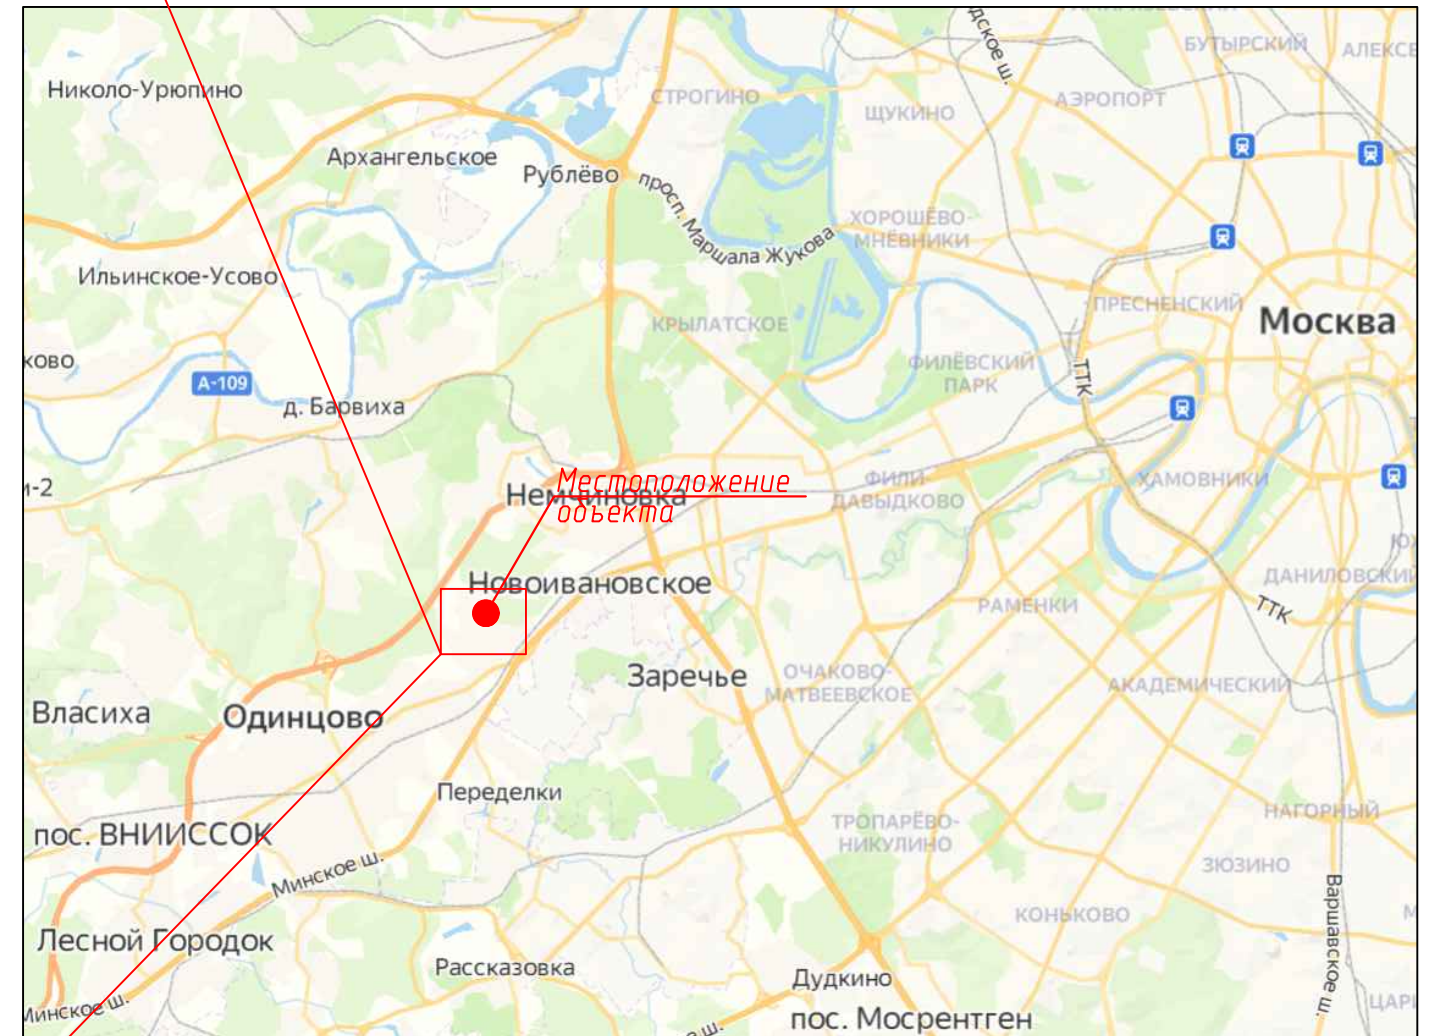 дское ш.
БУТЫРСКИЙ
АЛЕКСЕ
Николо-Урюпино
СТРОГИНО
ЩУКИНО
АЭРОПОРТ
Архангельское
Рублёво
просп. Маршала Жукова
ХОРОШЁВО-
МНЁВНИКИ
Ильинское-Усово
ПРЕСНЕНСКИЙ
Москва
КРЫЛАТСКОЕ
ково
А-109
ФИЛЁВСКИЙ
ПАРК
ТТК
д. Барвиха
и-2
Местоположение
объекта
Немчиновка
ФИЛИ-
ДАВЫДКОВО
ХАМОВНИКИ
Ю
Новоивановское
ДАНИЛОВСКИЙ
ТТК
РАМЕНКИ
Заречье
ОЧАКОВО-
МАТВЕЕВСКОЕ
АКАДЕМИЧЕСКИЙ
Власиха
Одинцово
Переделки
НАГОРНЫЙ
ТРОПАРЁВО-
НИКУЛИНО
пос. ВНИИССОК
Минское ш.
ЗЮЗИНО
Варшавское ш.
КОНЬКОВО
М
Лесной Городок
Рассказовка
Дудкино
Минское ш.
е ш.
пос. Мосрентген
ЦАР